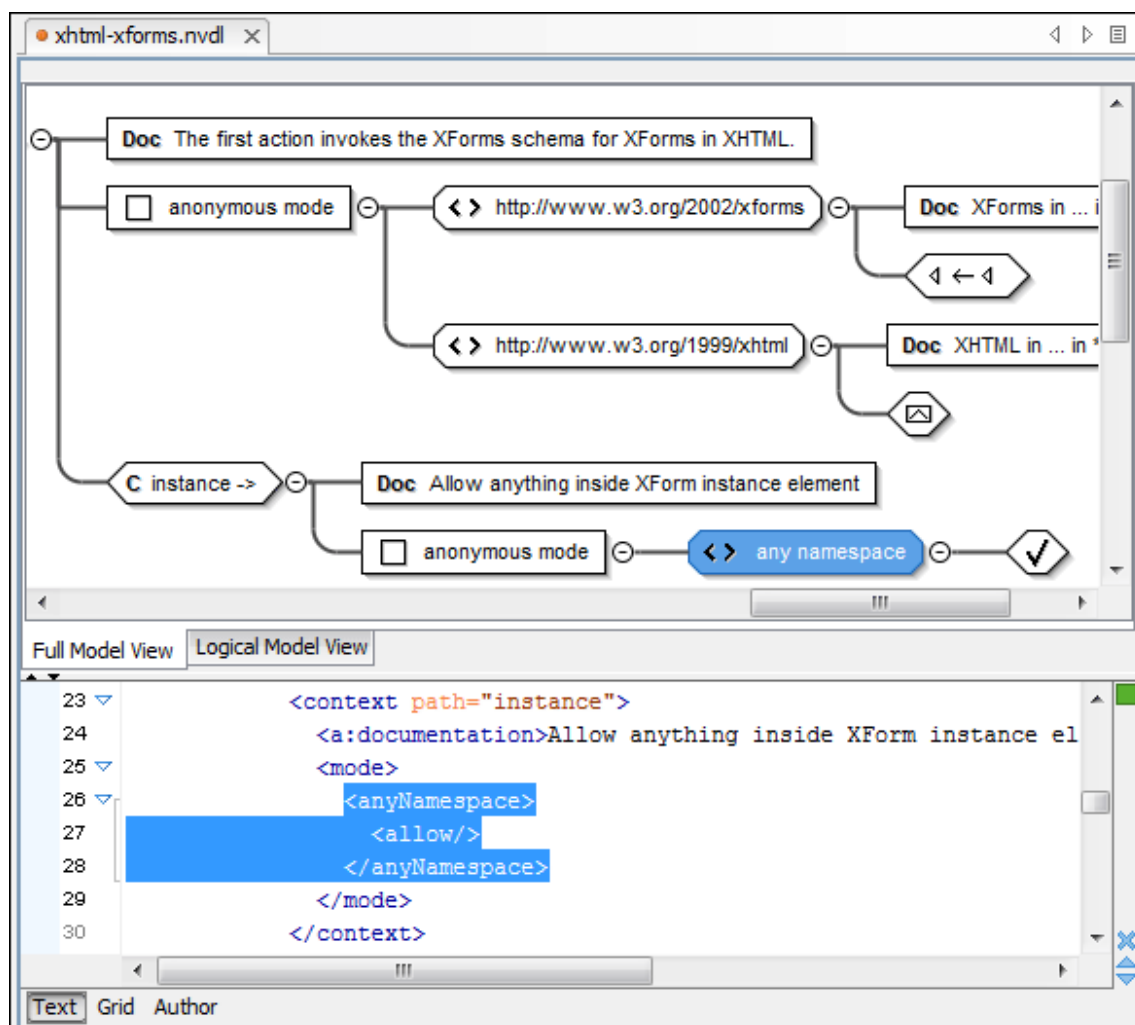 xhtml-xforms.nvdl
Doc The first action invokes the XForms schema for XForms in XHTML.
anonymous mode
< > http://www.w3.org/2002/xforms
Doc XForms in ... i
< > http://www.w3.org/1999/xhtml
Doc XHTML in ... in *
C instance ->
Doc Allow anything inside XForm instance element
anonymous mode
< > any namespace
Full Model View
Logical Model View
23 <context path="instance">
24 <a:documentation>Allow anything inside XForm instance el
25 <mode>
26 <anyNamespace>
27 <allow/>
28 </anyNamespace>
29 </mode>
30 </context>
Text Grid Author